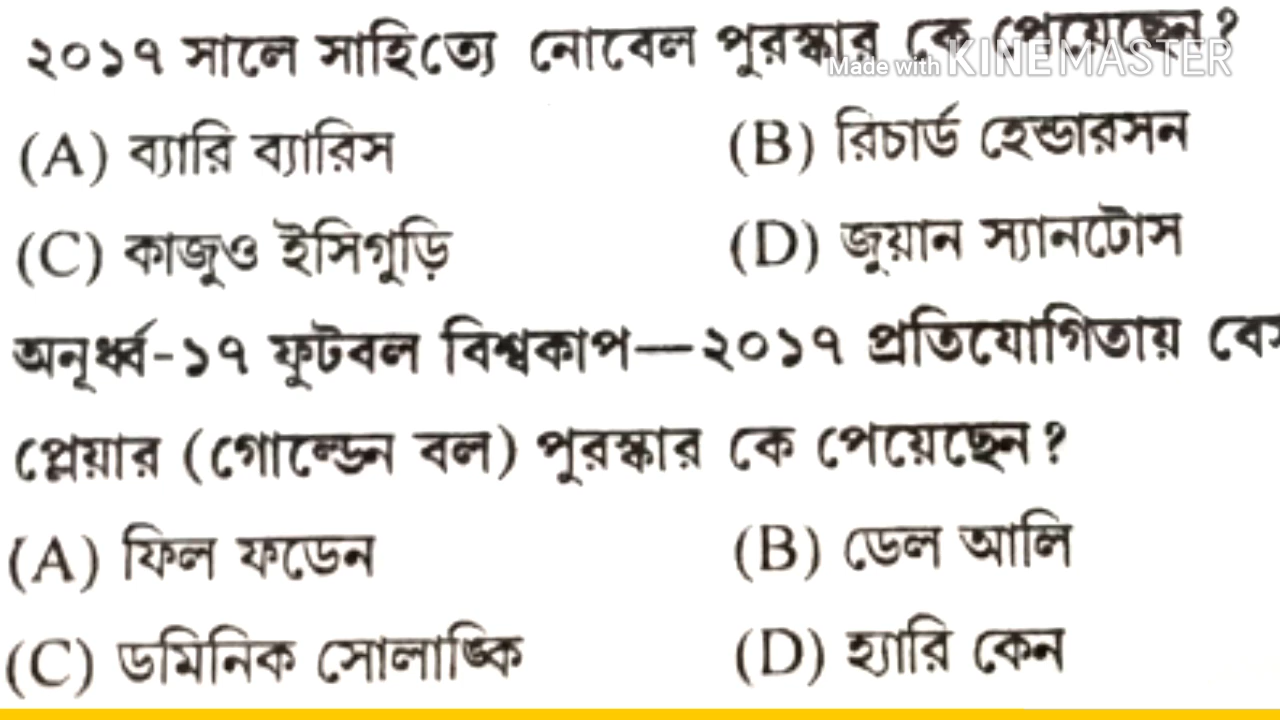 ২০১৭ সালে সাহিত্যে নোবেল পুরস্কার কে পেয়েছেন?
Made with KINEMASTER
(A) ব্যারি ব্যারিস (B) রিচার্ড হেন্ডারসন
(C) কাজুও ইসিগুড়ি (D) জুয়ান স্যানটোস
অনূর্ধ্ব-১৭ ফুটবল বিশ্বকাপ—২০১৭ প্রতিযোগিতায়
প্লেয়ার (গোল্ডেন বল) পুরস্কার কে পেয়েছেন?
(A) ফিল ফডেন (B) ডেল আলি
(C) ডমিনিক সোলাঙ্কি (D) হ্যারি কেন